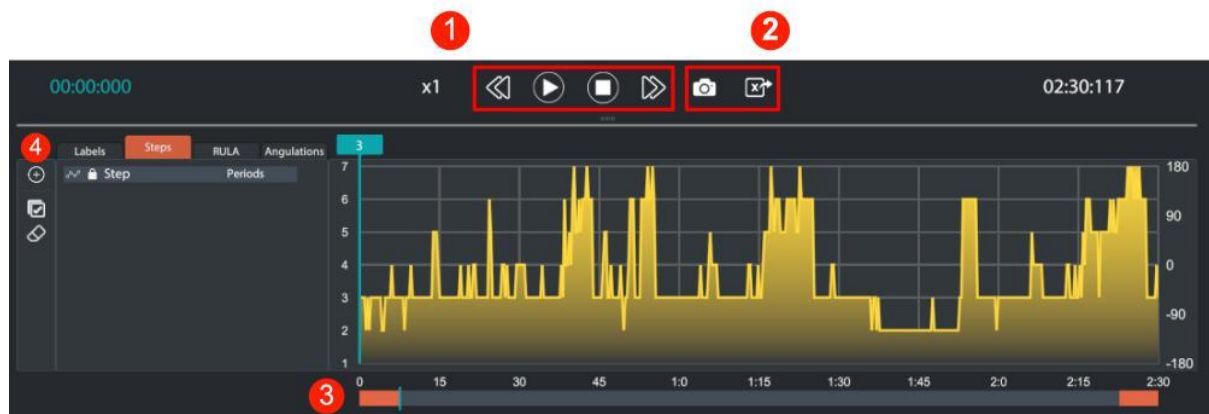 1 2
00:00:000 x1 02:30:117
4 Labels Steps RULA Angulations 3
Step Periods
7 180
6
90
5
4 0
3
-90
2
1 -180
0 15 30 45 1:0 1:15 1:30 1:45 2:0 2:15 2:30
3